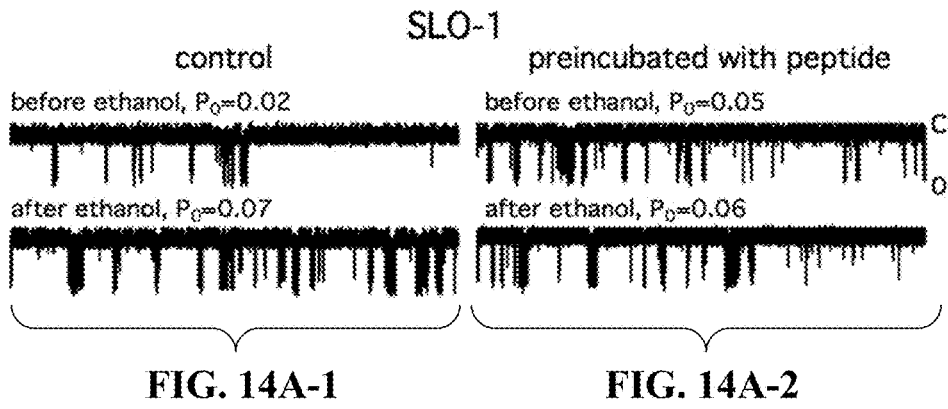 SLO-1
control
preincubated with peptide
before ethanol, P₀=0.02
before ethanol, P₀=0.05
C
O
after ethanol, P₀=0.07
after ethanol, P₀=0.06
FIG. 14A-1
FIG. 14A-2